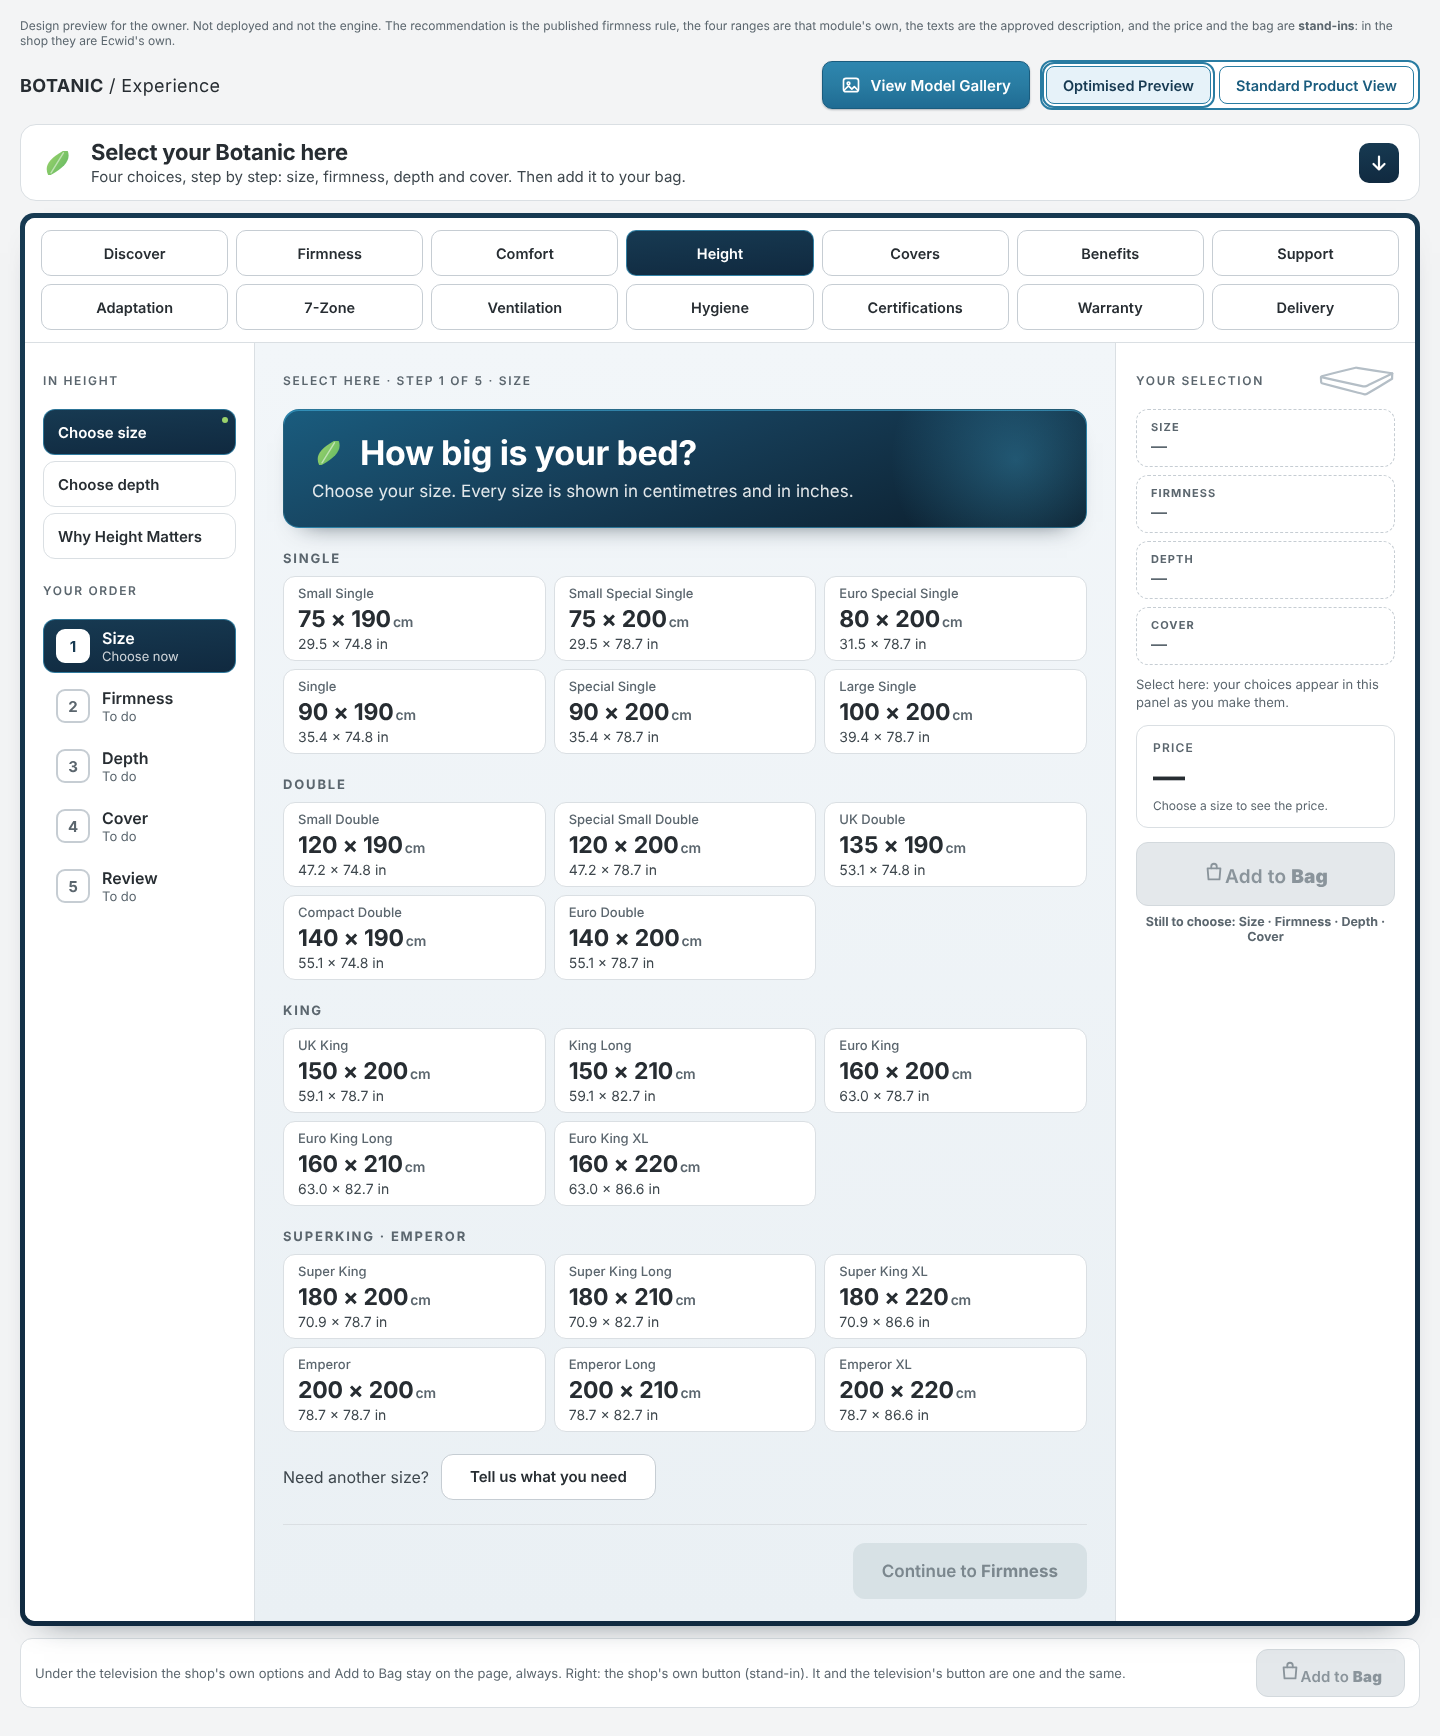 Design preview for the owner. Not deployed and not the engine. The recommendation is the published firmness rule, the four ranges are that module's own, the texts are the approved description, and the price and the bag are stand-ins: in the
shop they are Ecwid's own.
BOTANIC / Experience
View Model Gallery
Optimised Preview
Standard Product View
Select your Botanic here
Four choices, step by step: size, firmness, depth and cover. Then add it to your bag.
Discover
Firmness
Comfort
Height
Covers
Benefits
Support
Adaptation
7-Zone
Ventilation
Hygiene
Certifications
Warranty
Delivery
IN HEIGHT
Choose size
Choose depth
Why Height Matters
YOUR ORDER
1
Size
Choose now
2
Firmness
To do
3
Depth
To do
4
Cover
To do
5
Review
To do
SELECT HERE · STEP 1 OF 5 · SIZE
How big is your bed?
Choose your size. Every size is shown in centimetres and in inches.
SINGLE
Small Single
75 × 190 cm
29.5 × 74.8 in
Small Special Single
75 × 200 cm
29.5 × 78.7 in
Euro Special Single
80 × 200 cm
31.5 × 78.7 in
Single
90 × 190 cm
35.4 × 74.8 in
Special Single
90 × 200 cm
35.4 × 78.7 in
Large Single
100 × 200 cm
39.4 × 78.7 in
DOUBLE
Small Double
120 × 190 cm
47.2 × 74.8 in
Special Small Double
120 × 200 cm
47.2 × 78.7 in
UK Double
135 × 190 cm
53.1 × 74.8 in
Compact Double
140 × 190 cm
55.1 × 74.8 in
Euro Double
140 × 200 cm
55.1 × 78.7 in
KING
UK King
150 × 200 cm
59.1 × 78.7 in
King Long
150 × 210 cm
59.1 × 82.7 in
Euro King
160 × 200 cm
63.0 × 78.7 in
Euro King Long
160 × 210 cm
63.0 × 82.7 in
Euro King XL
160 × 220 cm
63.0 × 86.6 in
SUPERKING · EMPEROR
Super King
180 × 200 cm
70.9 × 78.7 in
Super King Long
180 × 210 cm
70.9 × 82.7 in
Super King XL
180 × 220 cm
70.9 × 86.6 in
Emperor
200 × 200 cm
78.7 × 78.7 in
Emperor Long
200 × 210 cm
78.7 × 82.7 in
Emperor XL
200 × 220 cm
78.7 × 86.6 in
Need another size?
Tell us what you need
Continue to Firmness
YOUR SELECTION
SIZE
—
FIRMNESS
—
DEPTH
—
COVER
—
Select here: your choices appear in this
panel as you make them.
PRICE
—
Choose a size to see the price.
Add to Bag
Still to choose: Size · Firmness · Depth ·
Cover
Under the television the shop's own options and Add to Bag stay on the page, always. Right: the shop's own button (stand-in). It and the television's button are one and the same.
Add to Bag